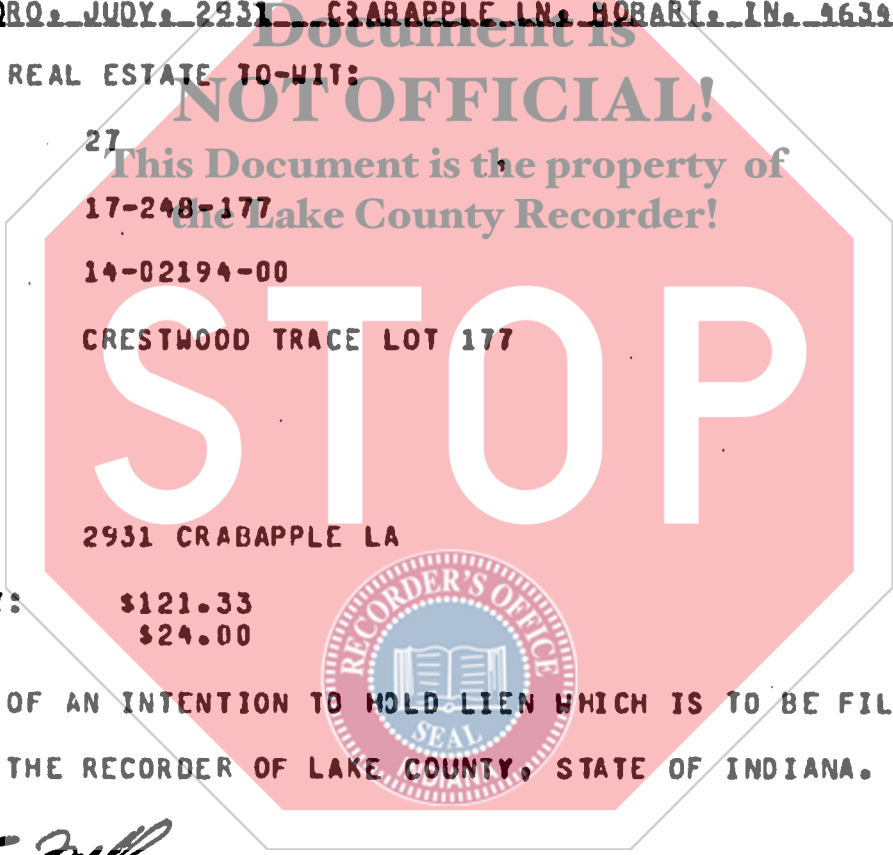 RO. JUDY. 2931 CRABAPPLE LN. HOBART. IN. 4634
Document is
REAL ESTATE TO-WIT:
NOT OFFICIAL!
27
This Document is the property of
17-248-177
the Lake County Recorder!
14-02194-00
CRESTWOOD TRACE LOT 177
STOP
2931 CRABAPPLE LA
$121.33
$24.00
RECORDER'S OFFICE
SEAL
INDIANA
OF AN INTENTION TO HOLD LIEN WHICH IS TO BE FIL
THE RECORDER OF LAKE COUNTY, STATE OF INDIANA.